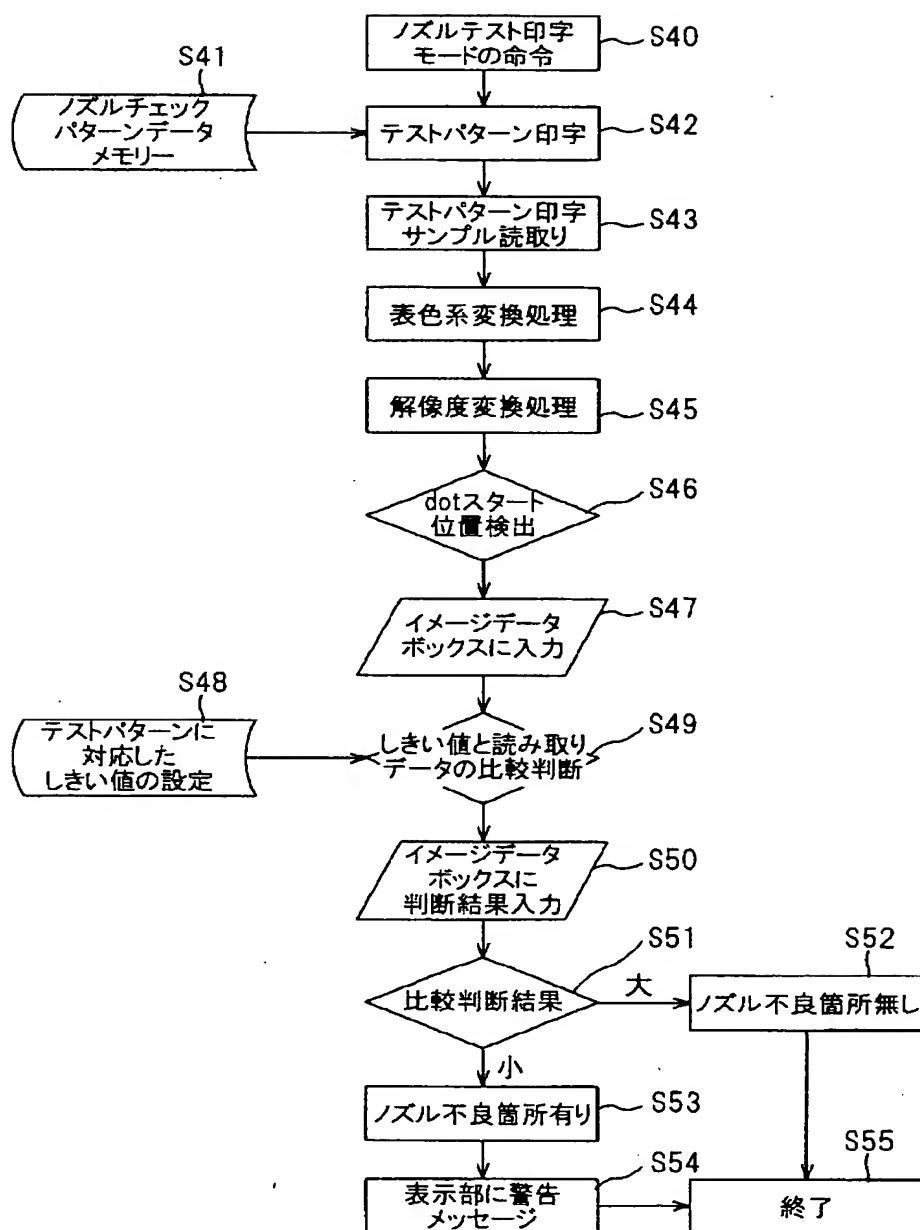 ノズルテスト印字
モードの命令
S40
S41
ノズルチェック
パターンデータ
メモリー
テストパターン印字
S42
テストパターン印字
サンプル読取り
S43
表色系変換処理
S44
解像度変換処理
S45
dotスタート
位置検出
S46
イメージデータ
ボックスに入力
S47
S48
テストパターンに
対応した
しきい値の設定
しきい値と読み取り
データの比較判断
S49
イメージデータ
ボックスに
判断結果入力
S50
比較判断結果
S51
大
S52
ノズル不良箇所無し
小
ノズル不良箇所有り
S53
表示部に警告
メッセージ
S54
S55
終了